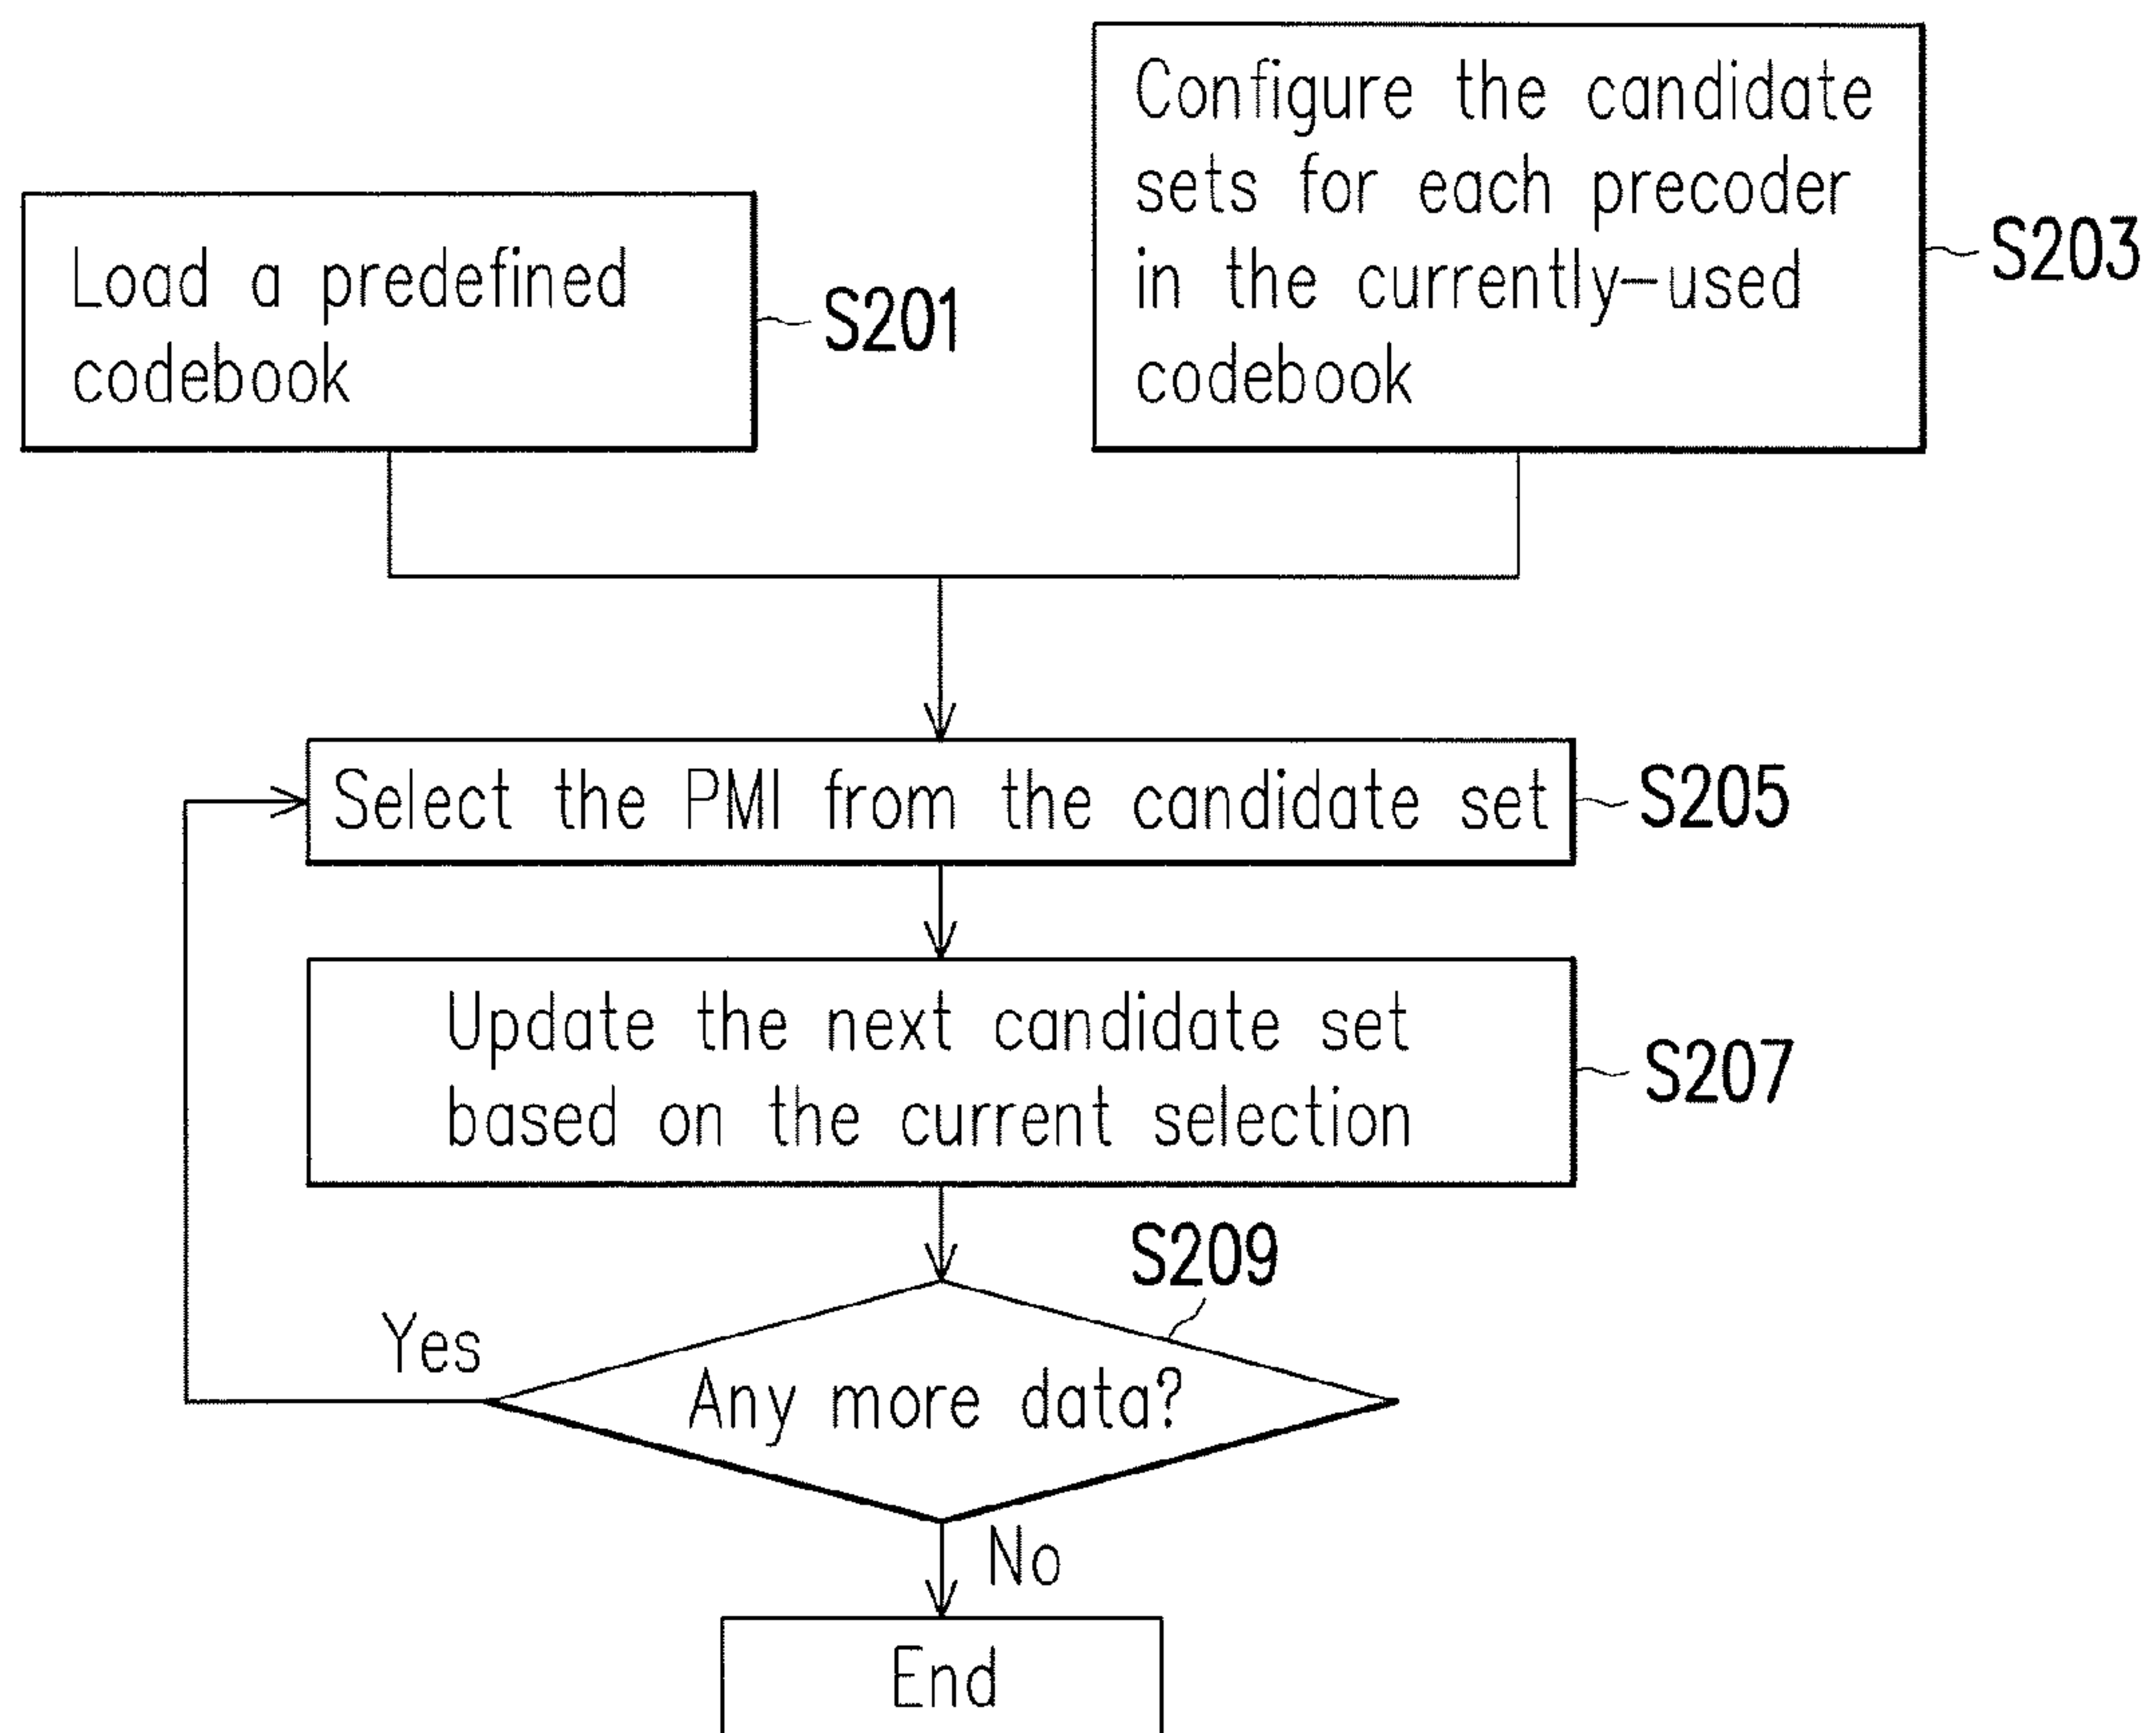 Load a predefined
codebook
S201
Configure the candidate
sets for each precoder
in the currently-used
codebook
S203
Select the PMI from the candidate set
S205
Update the next candidate set
based on the current selection
S207
S209
Yes
Any more data?
No
End